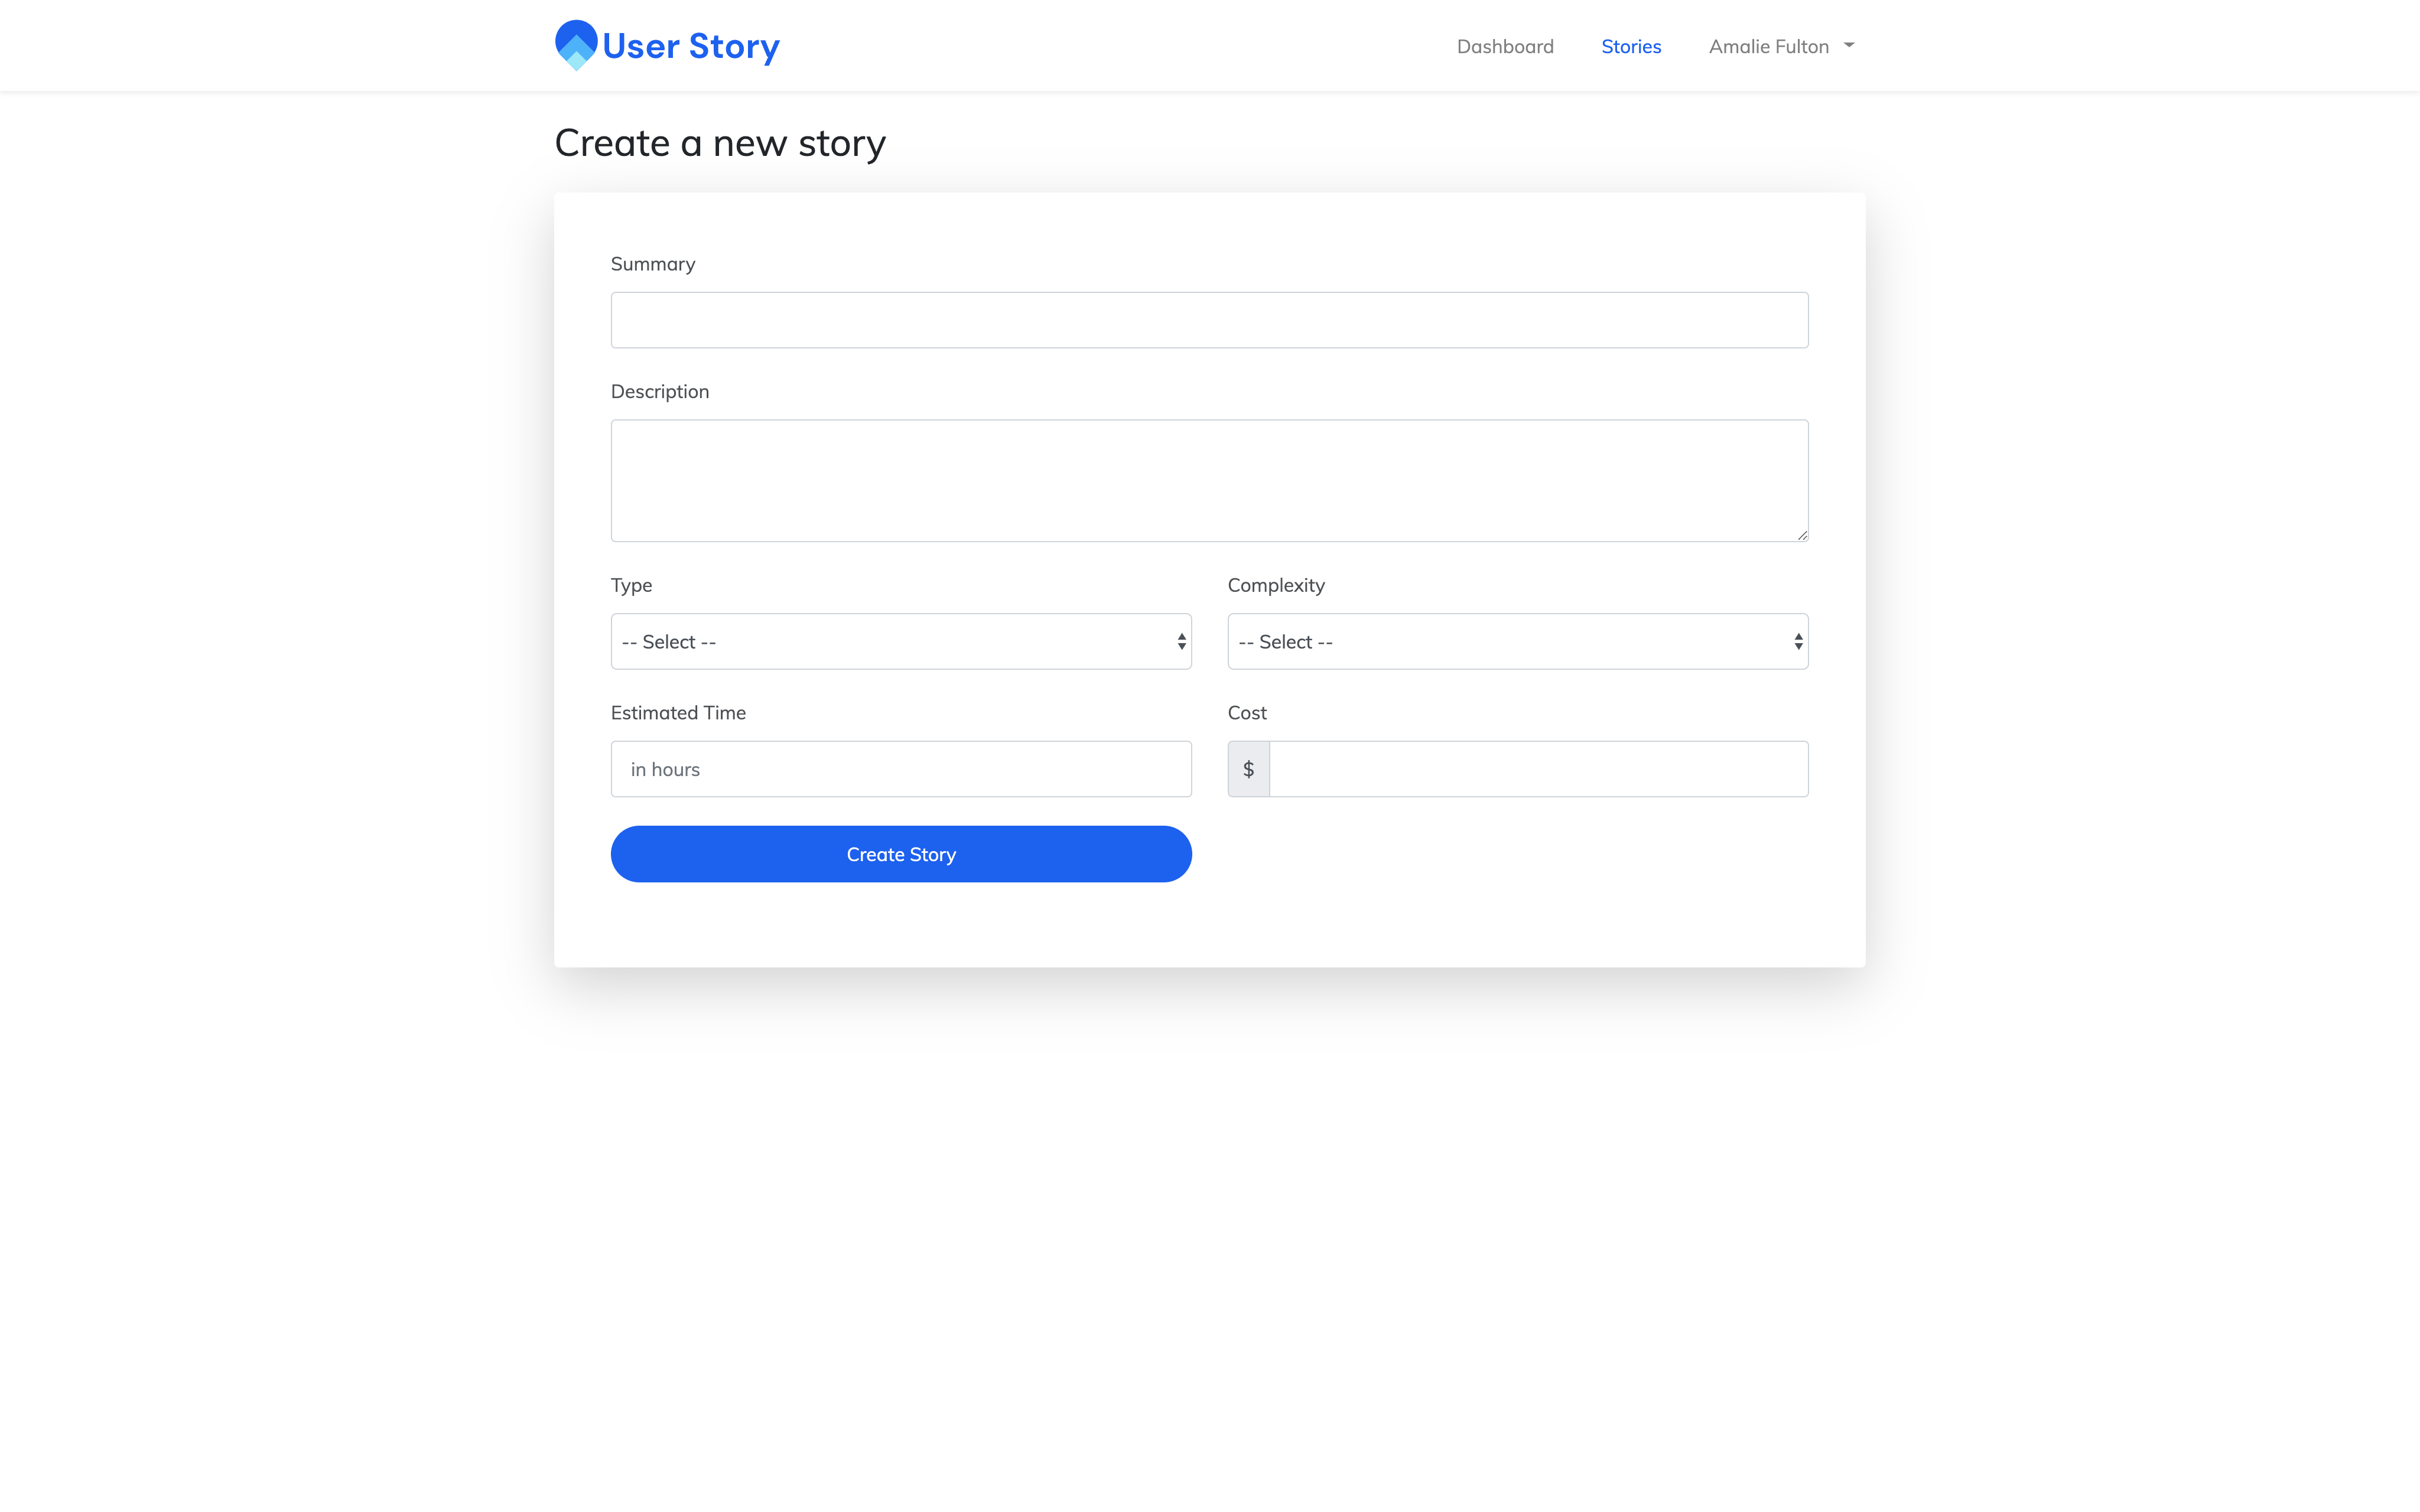 User Story
Dashboard
Stories
Amalie Fulton
Create a new story
Summary
Description
Type
Complexity
-- Select --
-- Select --
Estimated Time
Cost
in hours
$
Create Story